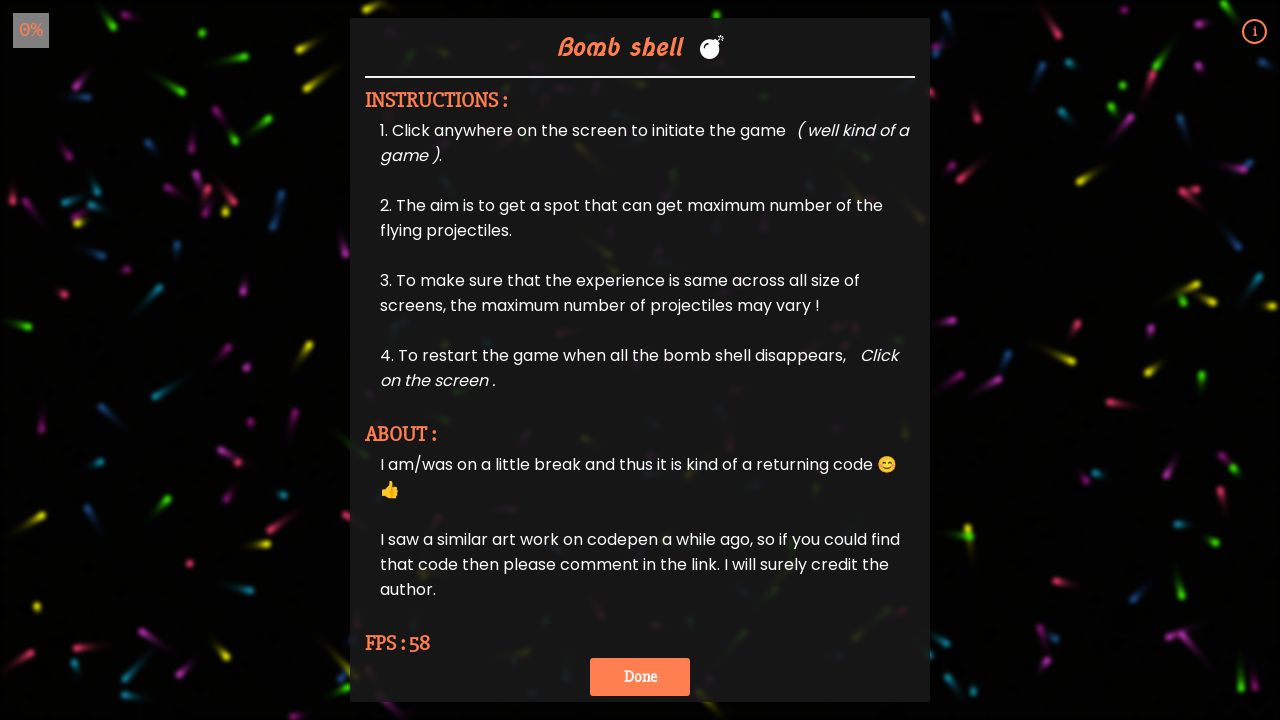 0%
i
Bomb shell 💣
INSTRUCTIONS :
1. Click anywhere on the screen to initiate the game ( well kind of a
game ).
2. The aim is to get a spot that can get maximum number of the
flying projectiles.
3. To make sure that the experience is same across all size of
screens, the maximum number of projectiles may vary !
4. To restart the game when all the bomb shell disappears, Click
on the screen .
ABOUT :
I am/was on a little break and thus it is kind of a returning code 😊
👍
I saw a similar art work on codepen a while ago, so if you could find
that code then please comment in the link. I will surely credit the
author.
FPS : 58
Done